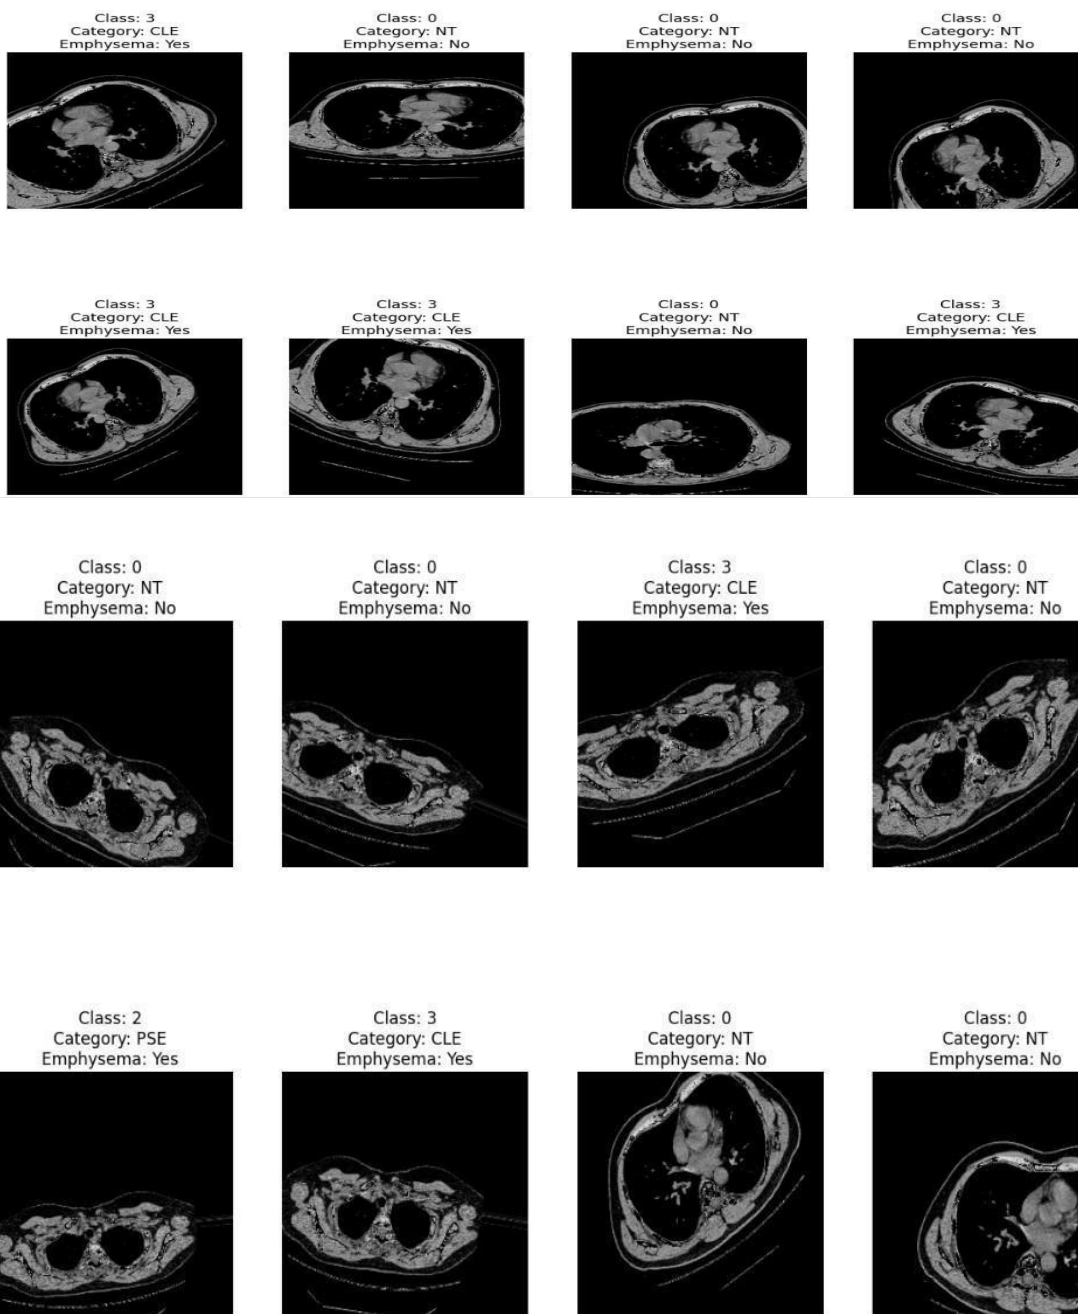 Class: 3
Category: CLE
Emphysema: Yes
Class: 0
Category: NT
Emphysema: No
Class: 0
Category: NT
Emphysema: No
Class: 0
Category: NT
Emphysema: No
Class: 3
Category: CLE
Emphysema: Yes
Class: 3
Category: CLE
Emphysema: Yes
Class: 0
Category: NT
Emphysema: No
Class: 3
Category: CLE
Emphysema: Yes
Class: 0
Category: NT
Emphysema: No
Class: 0
Category: NT
Emphysema: No
Class: 3
Category: CLE
Emphysema: Yes
Class: 0
Category: NT
Emphysema: No
Class: 2
Category: PSE
Emphysema: Yes
Class: 3
Category: CLE
Emphysema: Yes
Class: 0
Category: NT
Emphysema: No
Class: 0
Category: NT
Emphysema: No